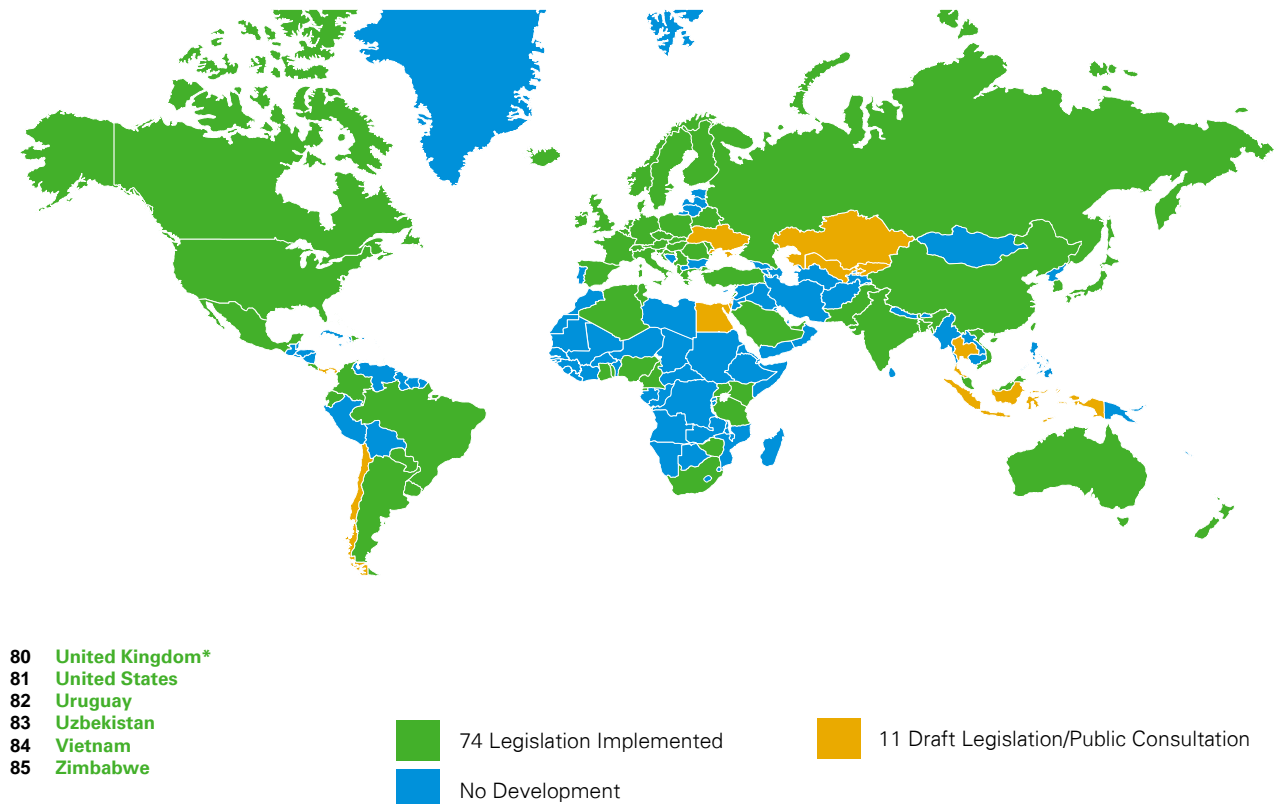 80 United Kingdom*
81 United States
82 Uruguay
83 Uzbekistan
84 Vietnam
85 Zimbabwe
74 Legislation Implemented
11 Draft Legislation/Public Consultation
No Development